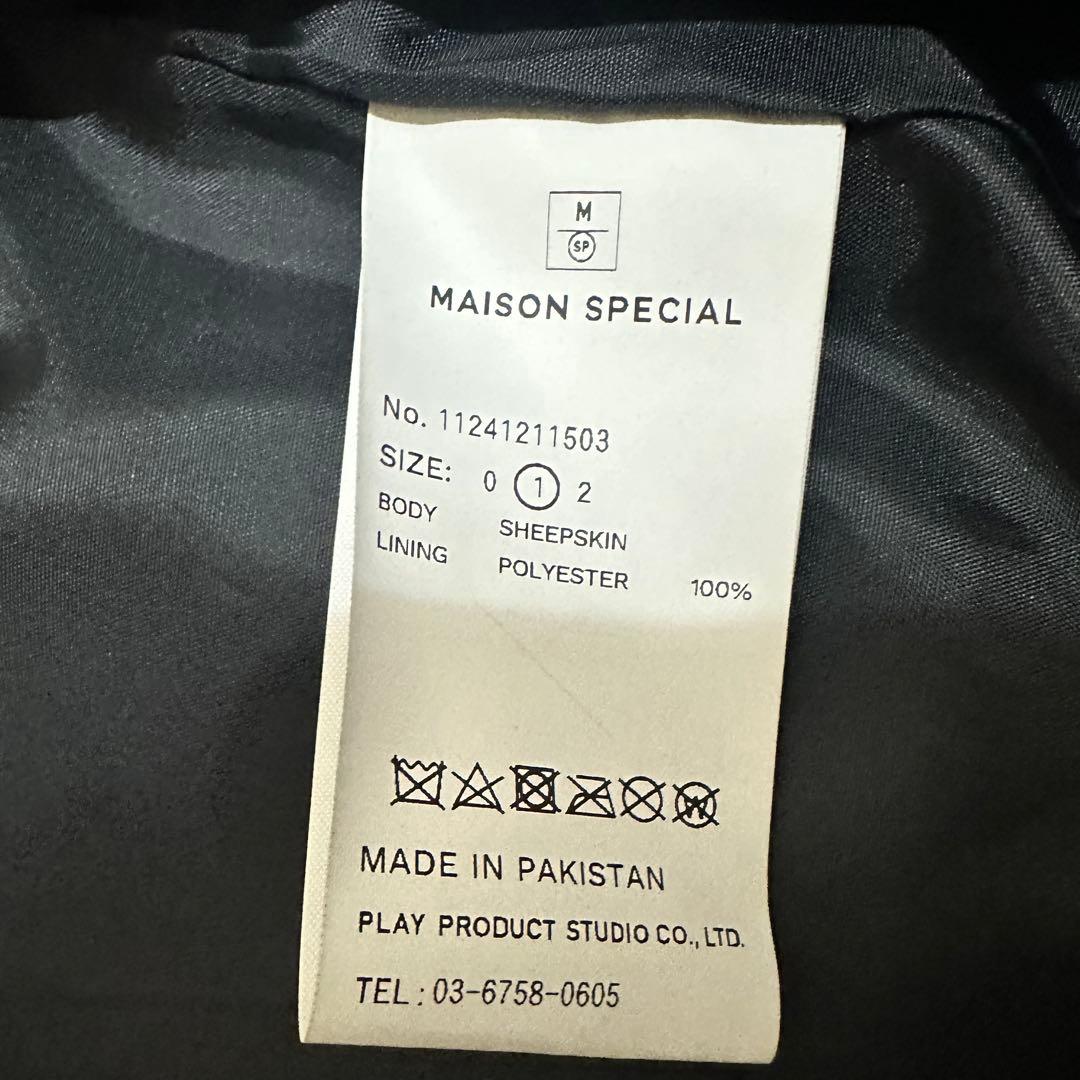 M
SP
MAISON SPECIAL
No. 11241211503
SIZE: 0 1 2
BODY SHEEPSKIN
LINING POLYESTER 100%
W
MADE IN PAKISTAN
PLAY PRODUCT STUDIO CO., LTD.
TEL : 03-6758-0605